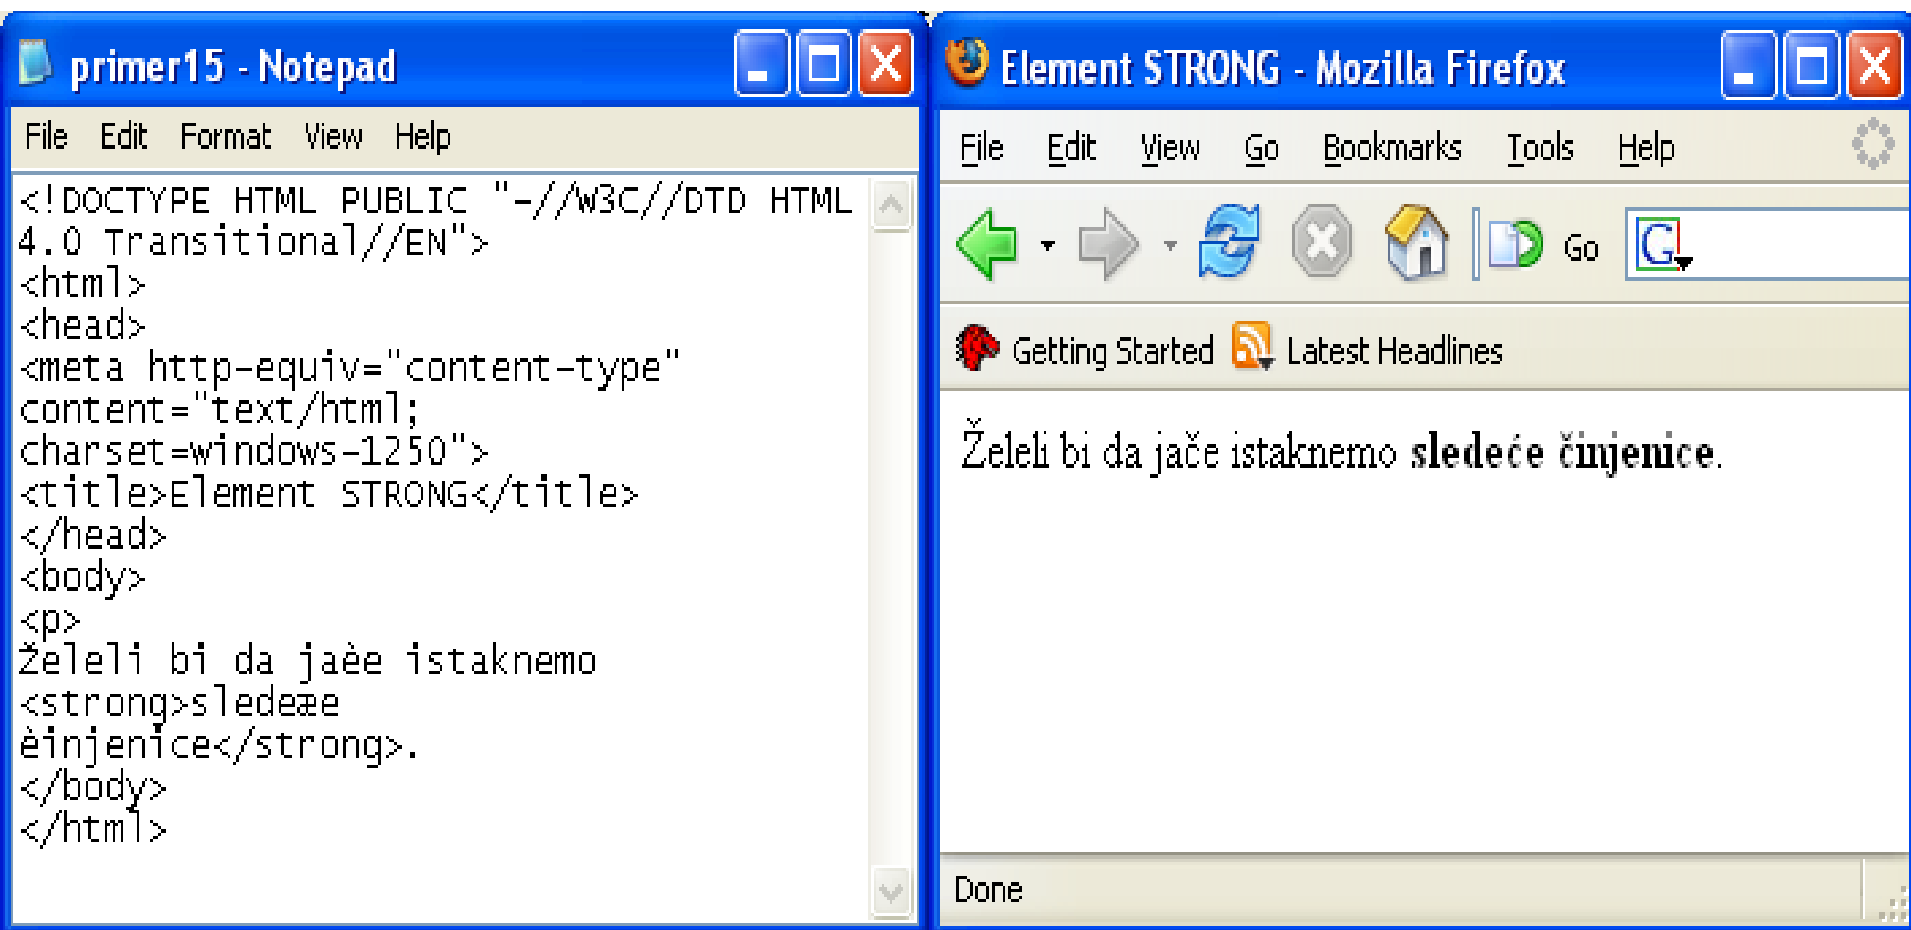 primer15 - Notepad
File Edit Format View Help
<!DOCTYPE HTML PUBLIC "-//W3C//DTD HTML
4.0 Transitional//EN">
<html>
<head>
<meta http-equiv="content-type"
content="text/html;
charset=windows-1250">
<title>Element STRONG</title>
</head>
<body>
<p>
Želeli bi da jaèe istaknemo
<strong>sledeæe
èinjenice</strong>.
</body>
</html>
Element STRONG - Mozilla Firefox
File Edit View Go Bookmarks Tools Help
Go G
Getting Started Latest Headlines
Želeli bi da jače istaknemo sledeće činjenice.
Done